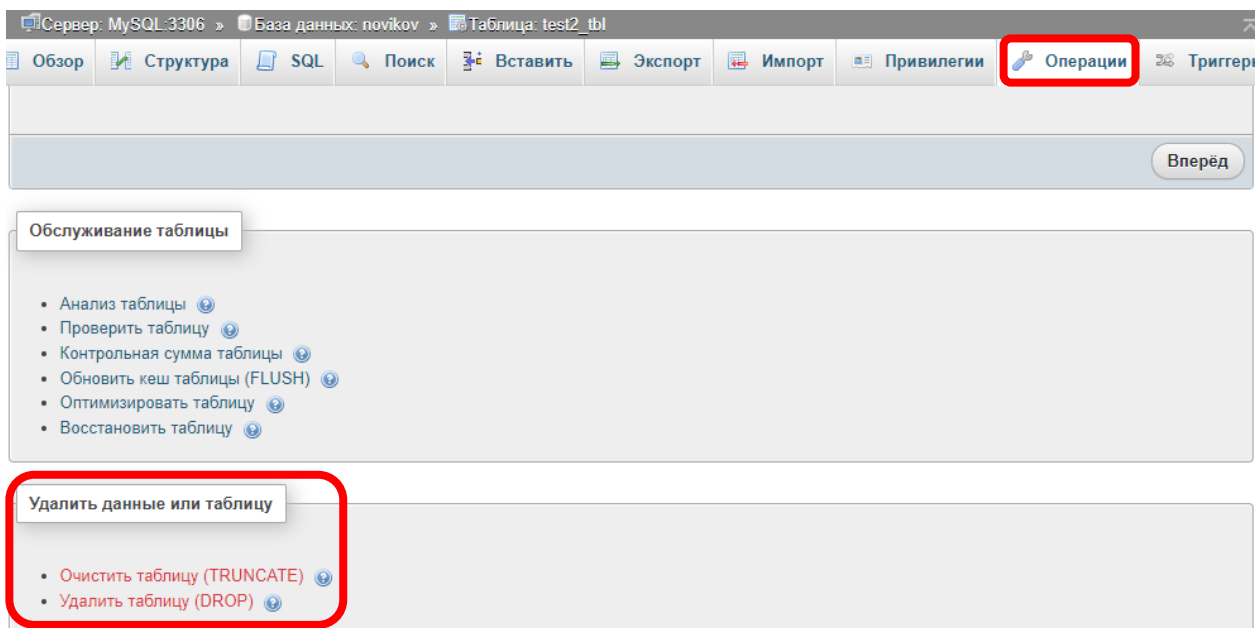 Сервер: MySQL:3306 » База данных: novikov » Таблица: test2_tbl
Обзор Структура SQL Поиск Вставить Экспорт Импорт Привилегии Операции Триггеры
Вперёд
Обслуживание таблицы
Анализ таблицы
Проверить таблицу
Контрольная сумма таблицы
Обновить кеш таблицы (FLUSH)
Оптимизировать таблицу
Восстановить таблицу
Удалить данные или таблицу
Очистить таблицу (TRUNCATE)
Удалить таблицу (DROP)